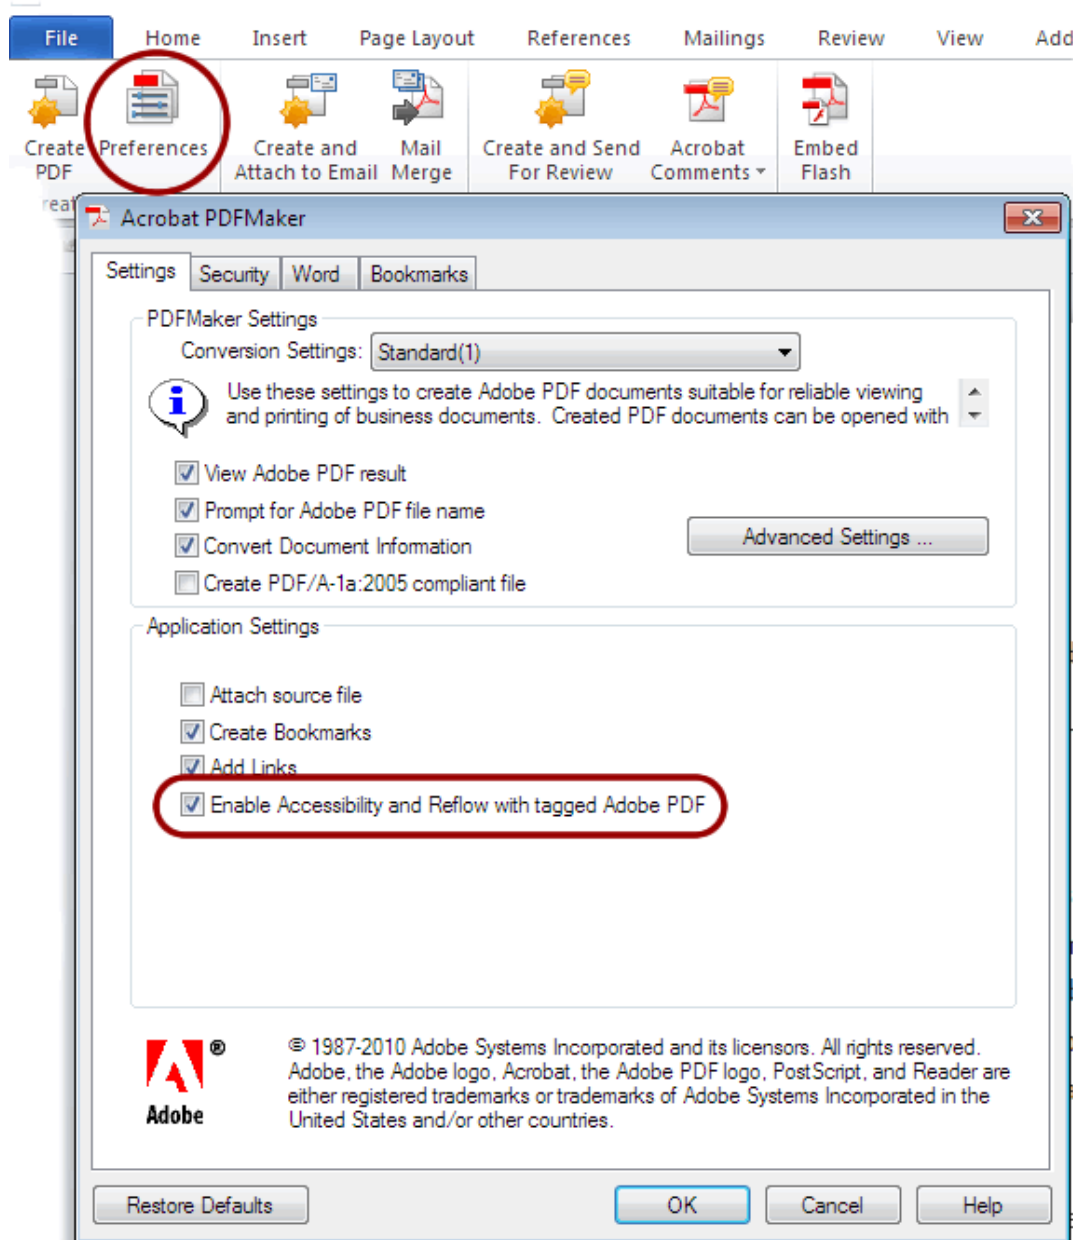 File Home Insert Page Layout References Mailings Review View Add
Create PDF
Preferences
Create and Attach to Email
Mail Merge
Create and Send For Review
Acrobat Comments
Embed Flash
Acrobat PDFMaker
Settings Security Word Bookmarks
PDFMaker Settings
Conversion Settings: Standard(1)
Use these settings to create Adobe PDF documents suitable for reliable viewing
and printing of business documents. Created PDF documents can be opened with
View Adobe PDF result
Prompt for Adobe PDF file name
Convert Document Information
Advanced Settings ...
Create PDF/A-1a:2005 compliant file
Application Settings
Attach source file
Create Bookmarks
Add Links
Enable Accessibility and Reflow with tagged Adobe PDF
Adobe
® © 1987-2010 Adobe Systems Incorporated and its licensors. All rights reserved.
Adobe, the Adobe logo, Acrobat, the Adobe PDF logo, PostScript, and Reader are
either registered trademarks or trademarks of Adobe Systems Incorporated in the
United States and/or other countries.
Restore Defaults OK Cancel Help